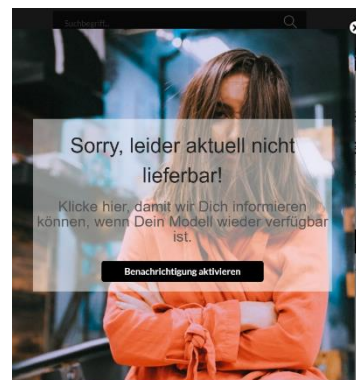 Suchbegriff..
Sorry, leider aktuell nicht
lieferbar!
Klicke hier, damit wir Dich informieren
können, wenn Dein Modell wieder verfügbar
ist.
Benachrichtigung aktivieren